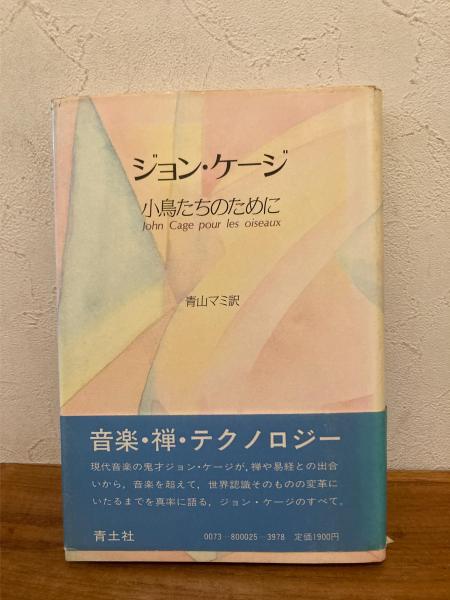 ジョン・ケージ
小鳥たちのために
John Cage pour les oiseaux
青山マミ訳
音楽・禅・テクノロジー
現代音楽の鬼才ジョン・ケージが,禅や易経との出合
いから,音楽を超えて,世界認識そのものの変革に
いたるまでを真率に語る,ジョン・ケージのすべて。
青土社
0073-800025-3978 定価1900円